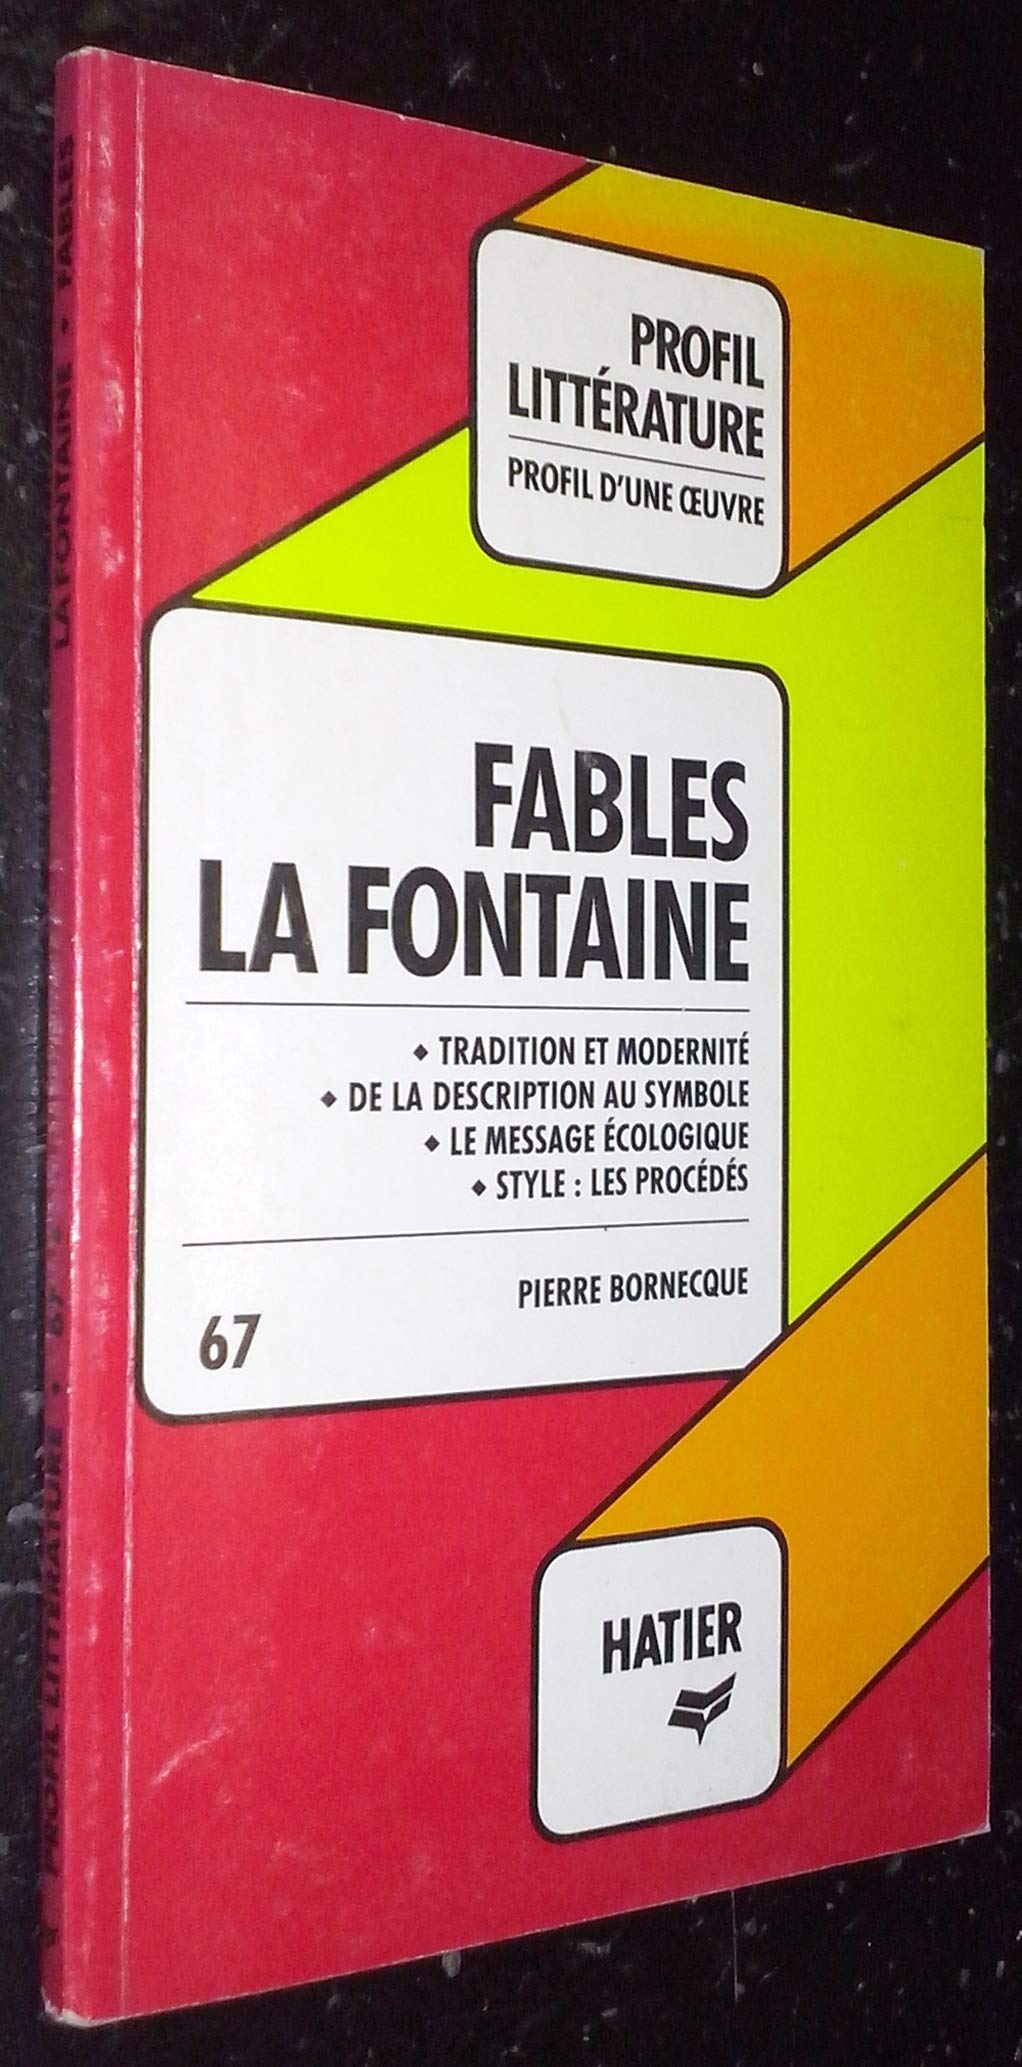 PROFIL
LITTÉRATURE
PROFIL D'UNE ŒUVRE
FABLES
LA FONTAINE
◆ TRADITION ET MODERNITÉ
◆ DE LA DESCRIPTION AU SYMBOLE
◆ LE MESSAGE ÉCOLOGIQUE
◆ STYLE : LES PROCÉDÉS
PIERRE BORNECQUE
67
HATIER
PROFIL LITTÉRATURE • 67 • LA FONTAINE • FABLES